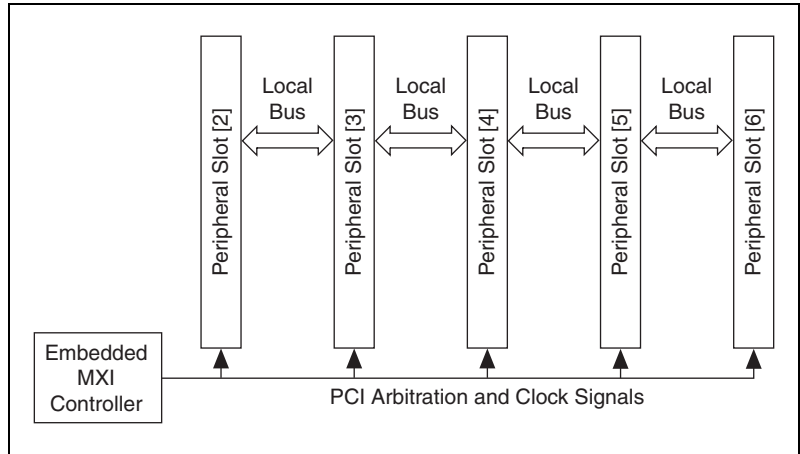 Local
Bus
Local
Bus
Local
Bus
Local
Bus
Peripheral Slot [2]
Peripheral Slot [3]
Peripheral Slot [4]
Peripheral Slot [5]
Peripheral Slot [6]
Embedded
MXI
Controller
PCI Arbitration and Clock Signals